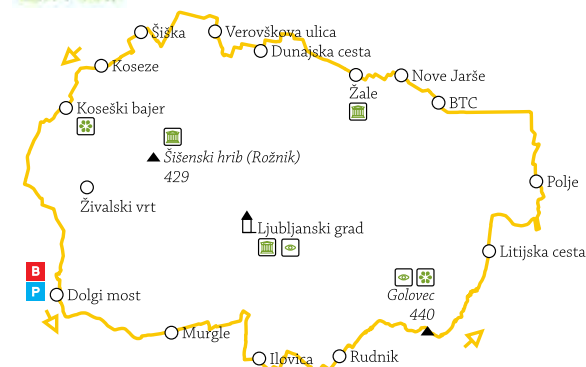 Šiška
Verovškova ulica
Dunajska cesta
Koseze
Žale
Nove Jarše
BTC
Koseški bajer
Šišenski hrib (Rožnik)
429
Živalski vrt
Polje
Ljubljanski grad
Litijska cesta
B
P
Dolgi most
Golovec
440
Murgle
Ilovica
Rudnik